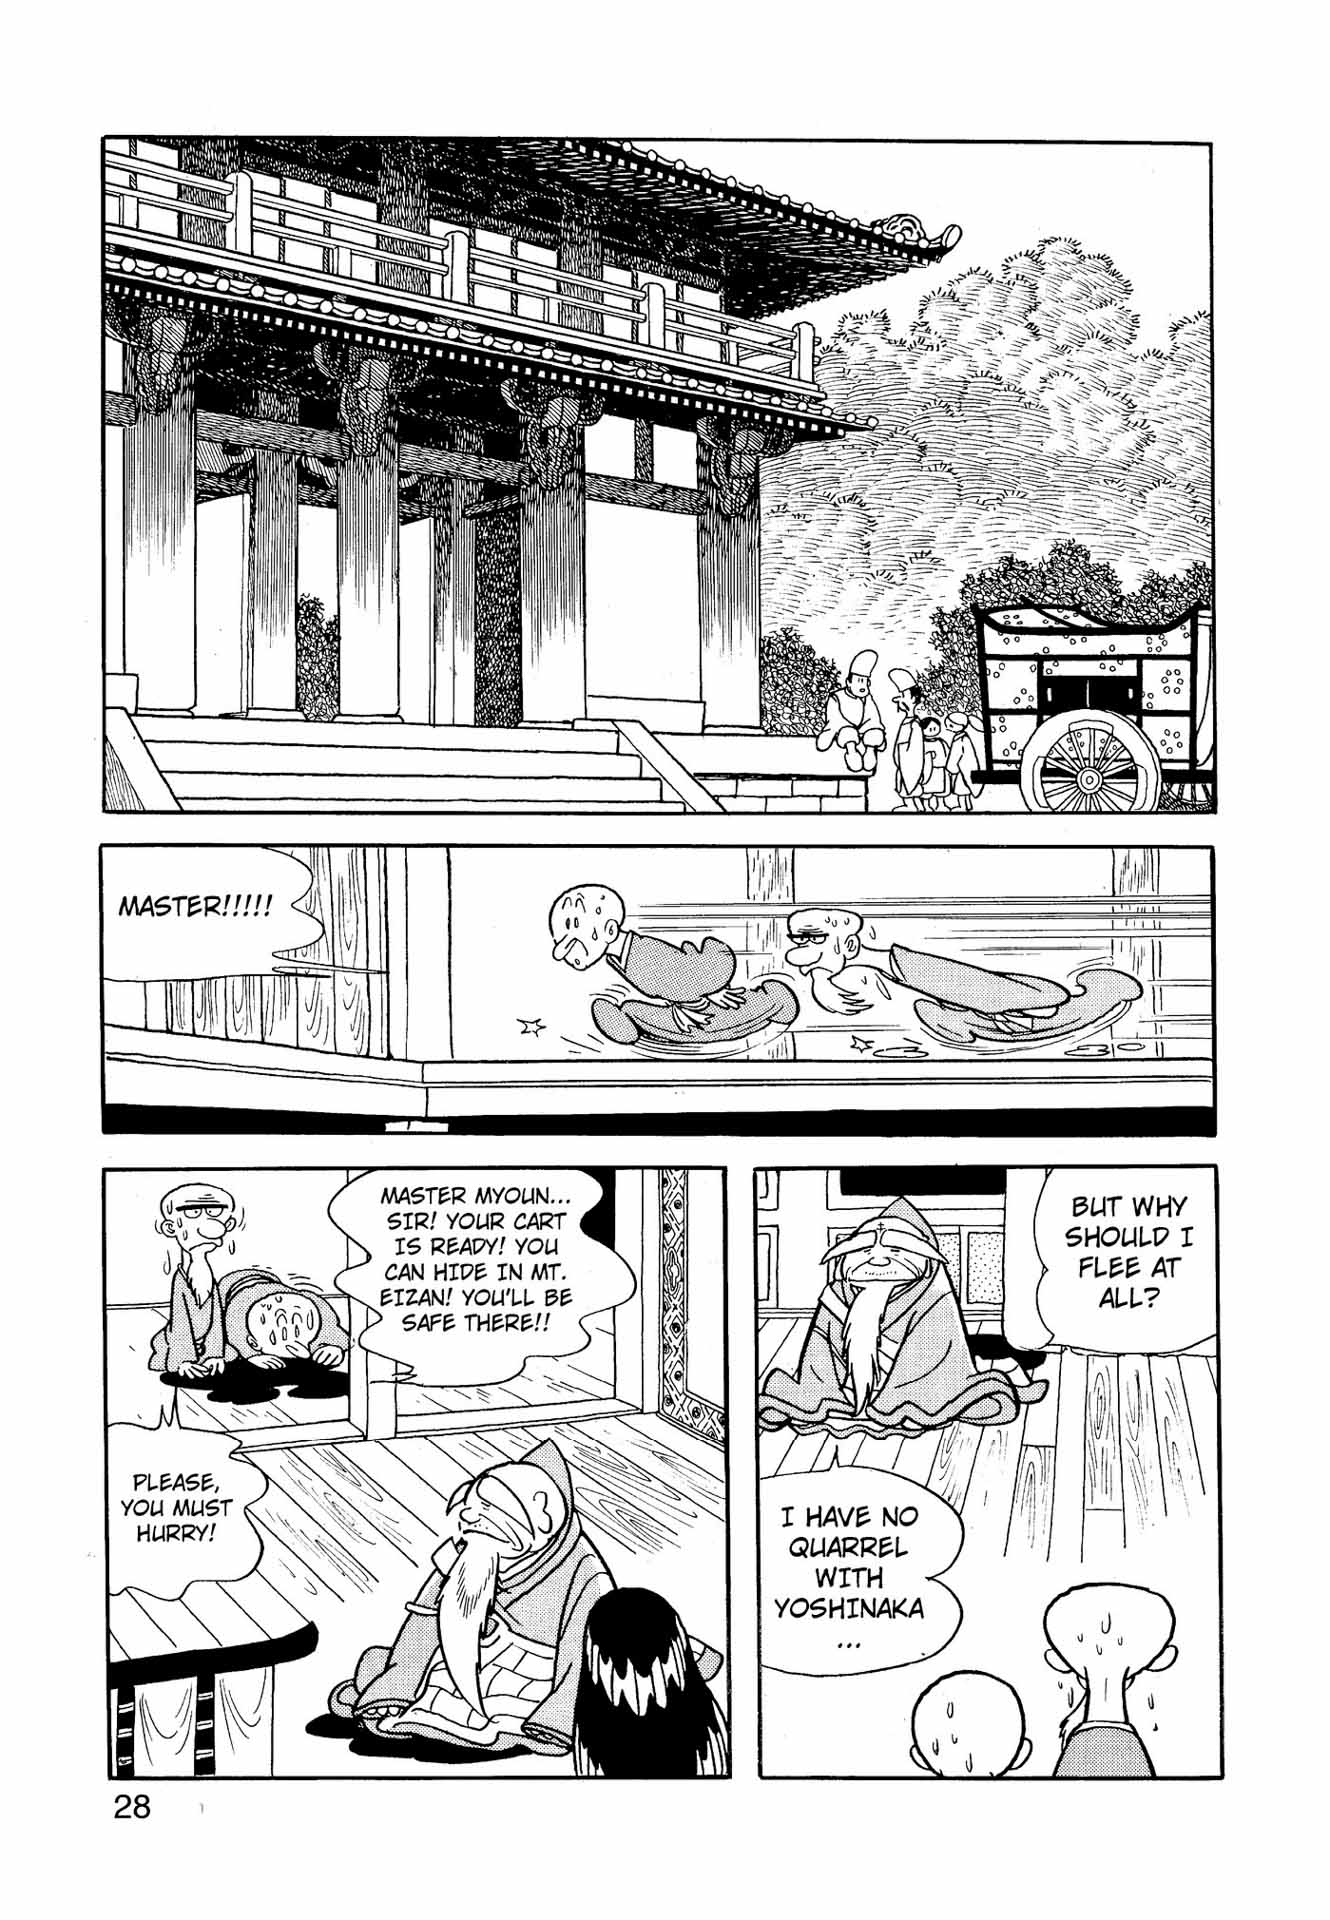 MASTER!!!!!
MASTER MYOUN...
SIR! YOUR CART
IS READY! YOU
CAN HIDE IN MT.
EIZAN! YOU'LL BE
SAFE THERE!!
PLEASE,
YOU MUST
HURRY!
BUT WHY
SHOULD I
FLEE AT
ALL?
I HAVE NO
QUARREL
WITH
YOSHINAKA
...
28